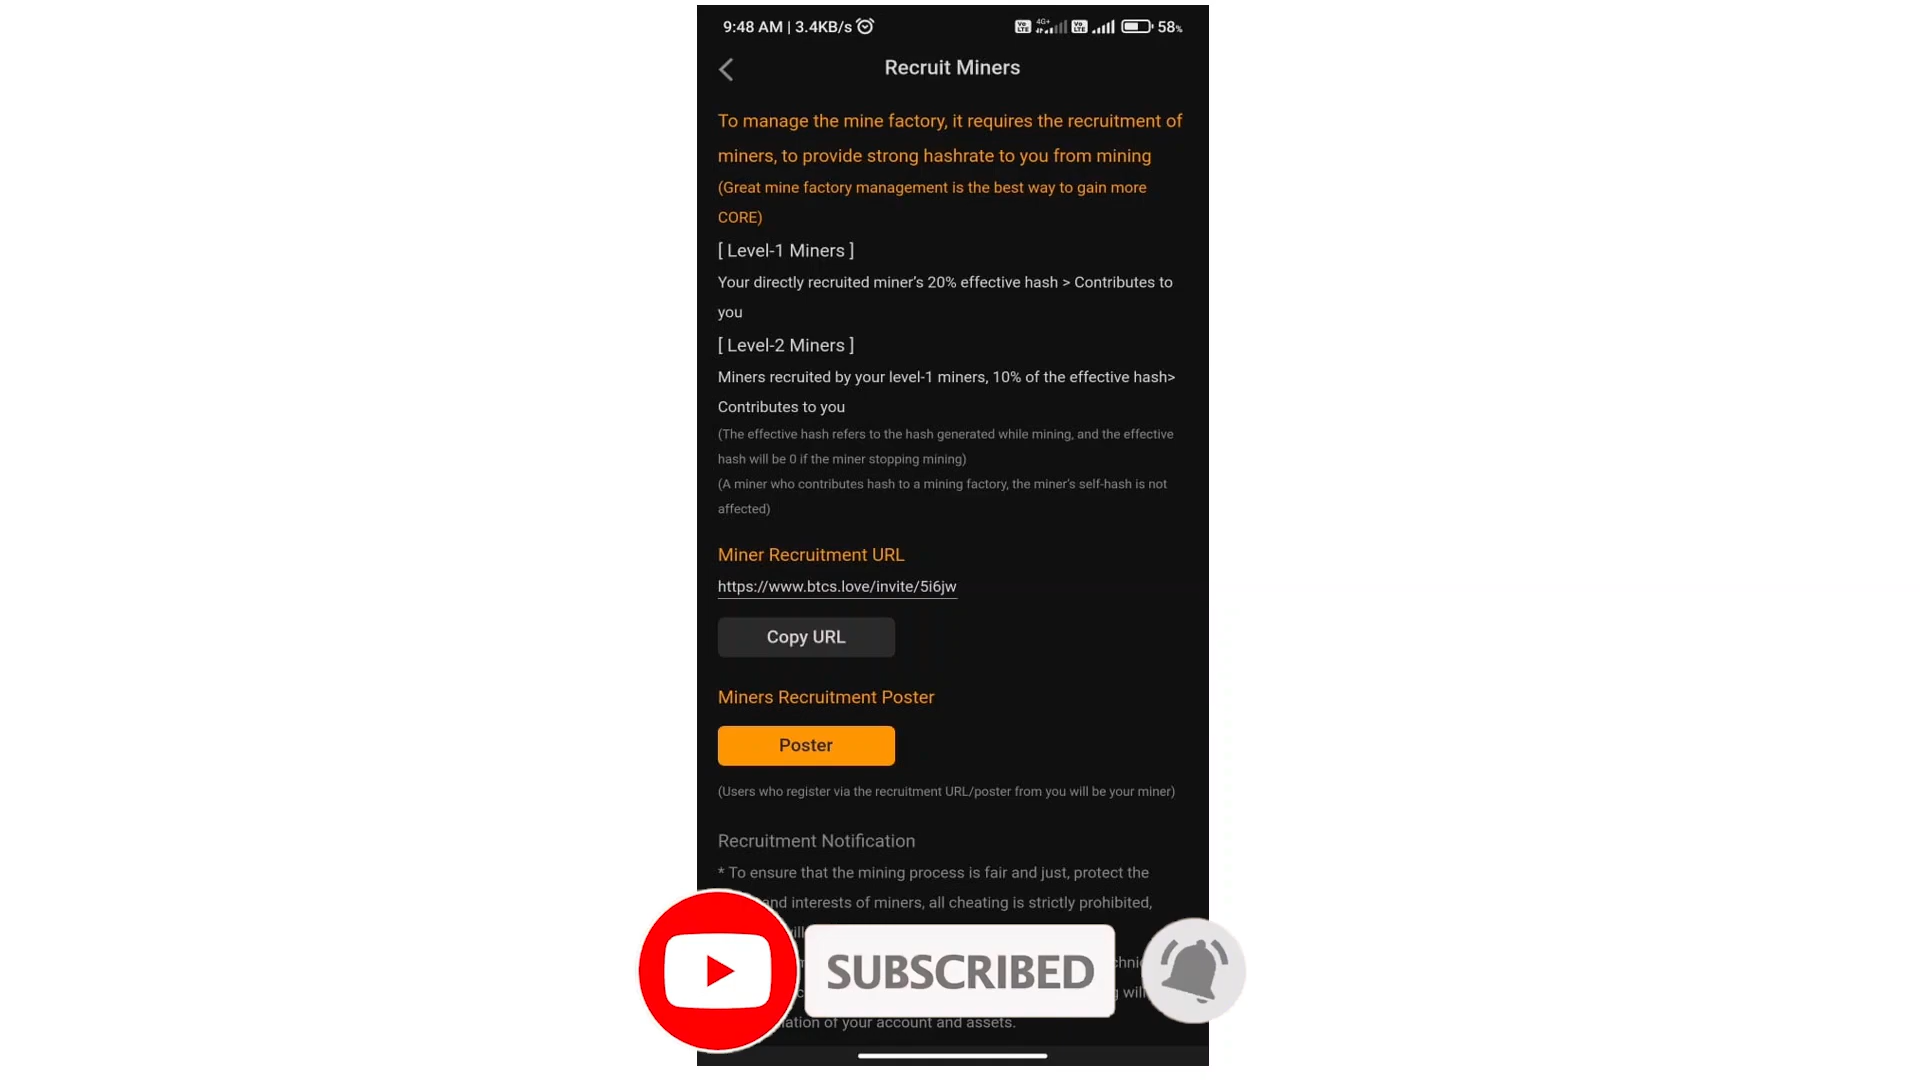 9:48 AM | 3.4KB/s 4G+ 58%
Recruit Miners
To manage the mine factory, it requires the recruitment of
miners, to provide strong hashrate to you from mining
(Great mine factory management is the best way to gain more
CORE)
[ Level-1 Miners ]
Your directly recruited miner's 20% effective hash > Contributes to
you
[ Level-2 Miners ]
Miners recruited by your level-1 miners, 10% of the effective hash>
Contributes to you
(The effective hash refers to the hash generated while mining, and the effective
hash will be 0 if the miner stopping mining)
(A miner who contributes hash to a mining factory, the miner's self-hash is not
affected)
Miner Recruitment URL
https://www.btcs.love/invite/5i6jw
Copy URL
Miners Recruitment Poster
Poster
(Users who register via the recruitment URL/poster from you will be your miner)
Recruitment Notification
* To ensure that the mining process is fair and just, protect the
and interests of miners, all cheating is strictly prohibited,
SUBSCRIBED
will
of your account and assets.